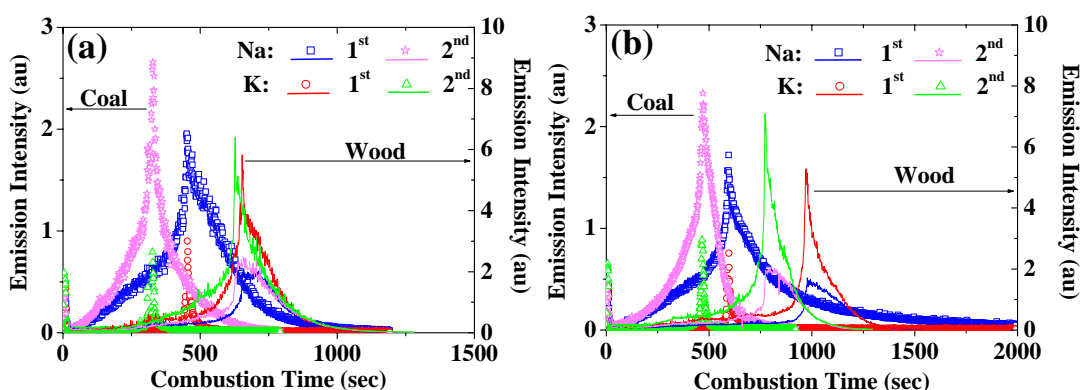 (a)
Na: 1st 2nd
K: 1st 2nd
Coal
Wood
Emission Intensity (au)
0
1
2
3
0
2
4
6
8
10
Emission Intensity (au)
0 500 1000 1500
Combustion Time (sec)
(b)
Na: 1st 2nd
K: 1st 2nd
Coal
Wood
Emission Intensity (au)
0
1
2
3
0
2
4
6
8
10
Emission Intensity (au)
0 500 1000 1500 2000
Combustion Time (sec)